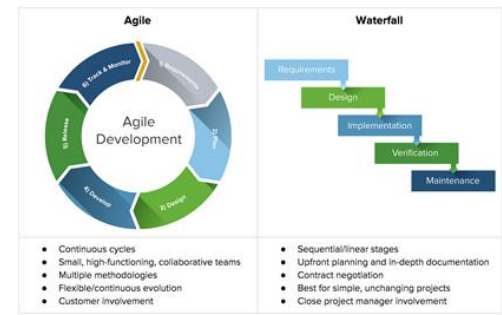 Agile
Waterfall
1) Requirements
2) Plan
3) Design
4) Develop
5) Release
6) Track & Monitor
Agile
Development
Requirements
Design
Implementation
Verification
Maintenance
● Continuous cycles
● Small, high-functioning, collaborative teams
● Multiple methodologies
● Flexible/continuous evolution
● Customer involvement
● Sequential/linear stages
● Upfront planning and in-depth documentation
● Contract negotiation
● Best for simple, unchanging projects
● Close project manager involvement